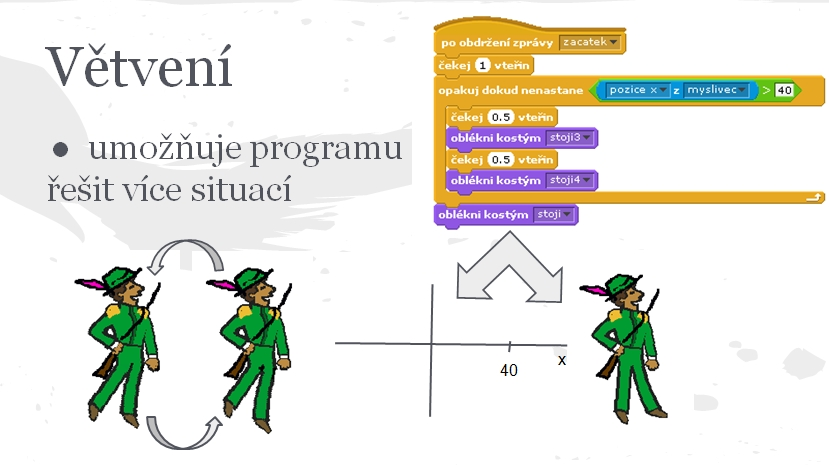 Větvení
● umožňuje programu
řešit více situací
po obdržení zprávy zacatek
čekej 1 vteřin
opakuj dokud nenastane pozice x z myslivec > 40
čekej 0.5 vteřin
oblékni kostým stoji3
čekej 0.5 vteřin
oblékni kostým stoji4
oblékni kostým stoji
40
x